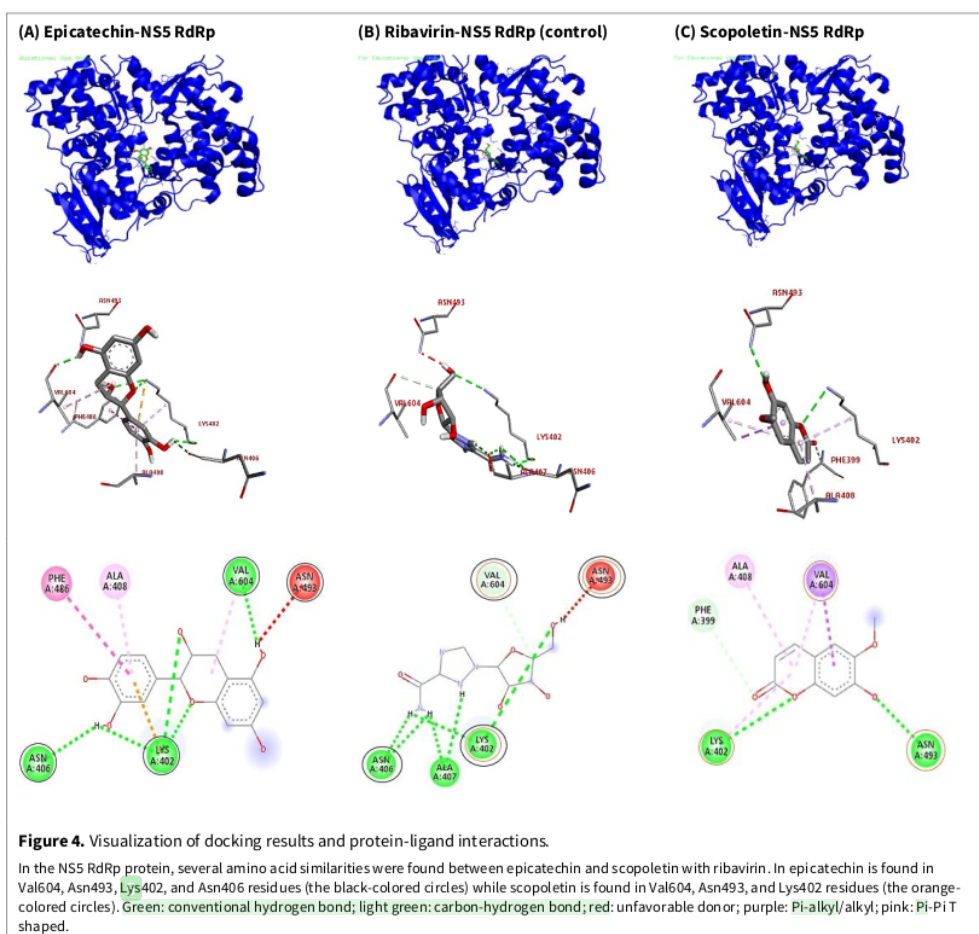 (A) Epicatechin-NS5 RdRp
(B) Ribavirin-NS5 RdRp (control)
(C) Scopoletin-NS5 RdRp
ASN493
VAL604
PHE486
LYS402
ALA408
ASN493
VAL604
LYS402
ALA407
ASN493
VAL604
LYS402
PHE399
ALA408
PHE
A:486
ALA
A:408
VAL
A:604
ASN
A:493
H
H
ASN
A:406
LYS
A:402
VAL
A:604
ASN
A:493
H
H
H
H
ASN
A:406
ALA
A:407
LYS
A:402
ALA
A:408
VAL
A:604
PHE
A:399
LYS
A:402
ASN
A:493
Figure 4. Visualization of docking results and protein-ligand interactions.
In the NS5 RdRp protein, several amino acid similarities were found between epicatechin and scopoletin with ribavirin. In epicatechin is found in
Val604, Asn493, Lys402, and Asn406 residues (the black-colored circles) while scopoletin is found in Val604, Asn493, and Lys402 residues (the orange-
colored circles). Green: conventional hydrogen bond; light green: carbon-hydrogen bond; red: unfavorable donor; purple: Pi-alkyl/alkyl; pink: Pi-Pi T
shaped.